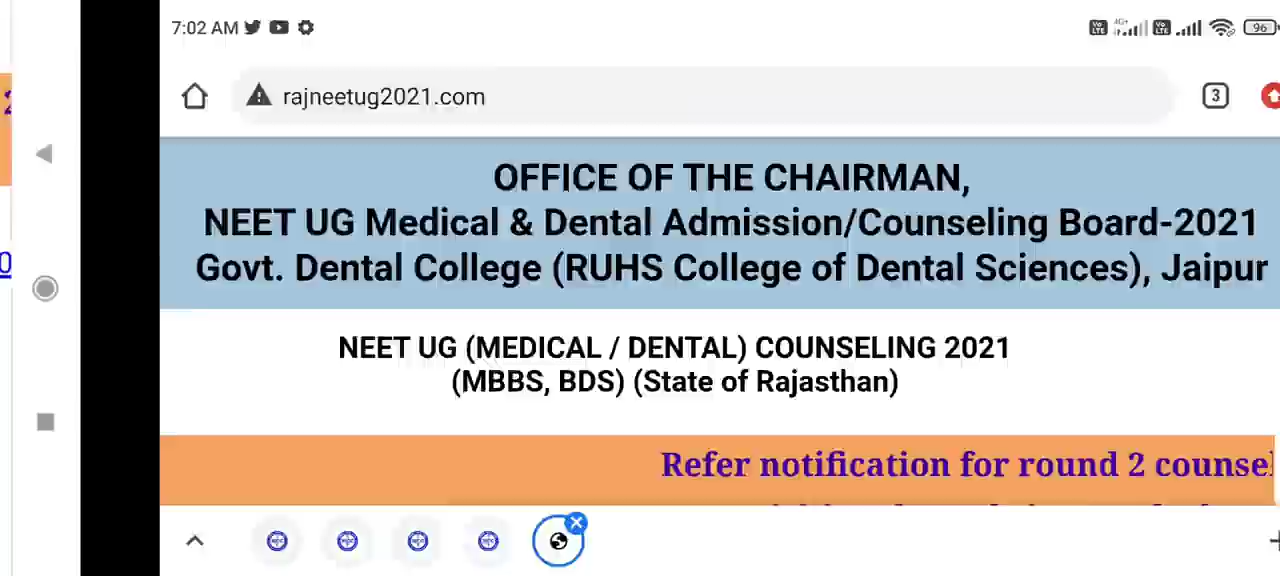 7:02 AM
4G+
96
rajneetug2021.com
3
OFFICE OF THE CHAIRMAN,
NEET UG Medical & Dental Admission/Counseling Board-2021
Govt. Dental College (RUHS College of Dental Sciences), Jaipur
NEET UG (MEDICAL / DENTAL) COUNSELING 2021
(MBBS, BDS) (State of Rajasthan)
Refer notification for round 2